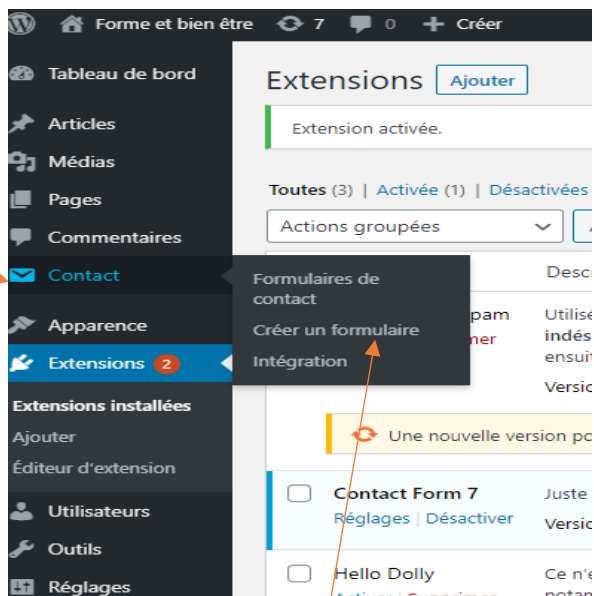 Forme et bien être 7 0 + Créer
Tableau de bord
Articles
Médias
Pages
Commentaires
Contact
Apparence
Extensions 2
Extensions installées
Ajouter
Éditeur d'extension
Utilisateurs
Outils
Réglages
Formulaires de
contact
Créer un formulaire
Intégration
Extensions Ajouter
Extension activée.
Toutes (3) | Activée (1) | Désactivées
Actions groupées
Une nouvelle version
Contact Form 7
Réglages | Désactiver
Juste
Hello Dolly
Ce